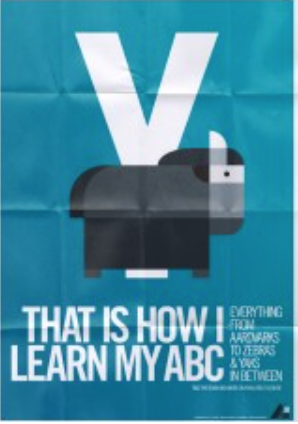 Y
THAT IS HOW I
LEARN MY ABC
EVERYTHING
FROM
AARDVARKS
TO ZEBRAS
& YAKS
IN BETWEEN